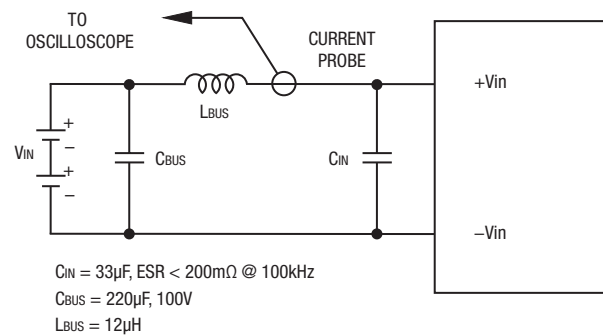 TO
OSCILLOSCOPE
CURRENT
PROBE
+Vin
LBUS
+
VIN
–
+
–
CBUS
CIN
–Vin
CIN = 33µF, ESR < 200mΩ @ 100kHz
CBUS = 220µF, 100V
LBUS = 12µH